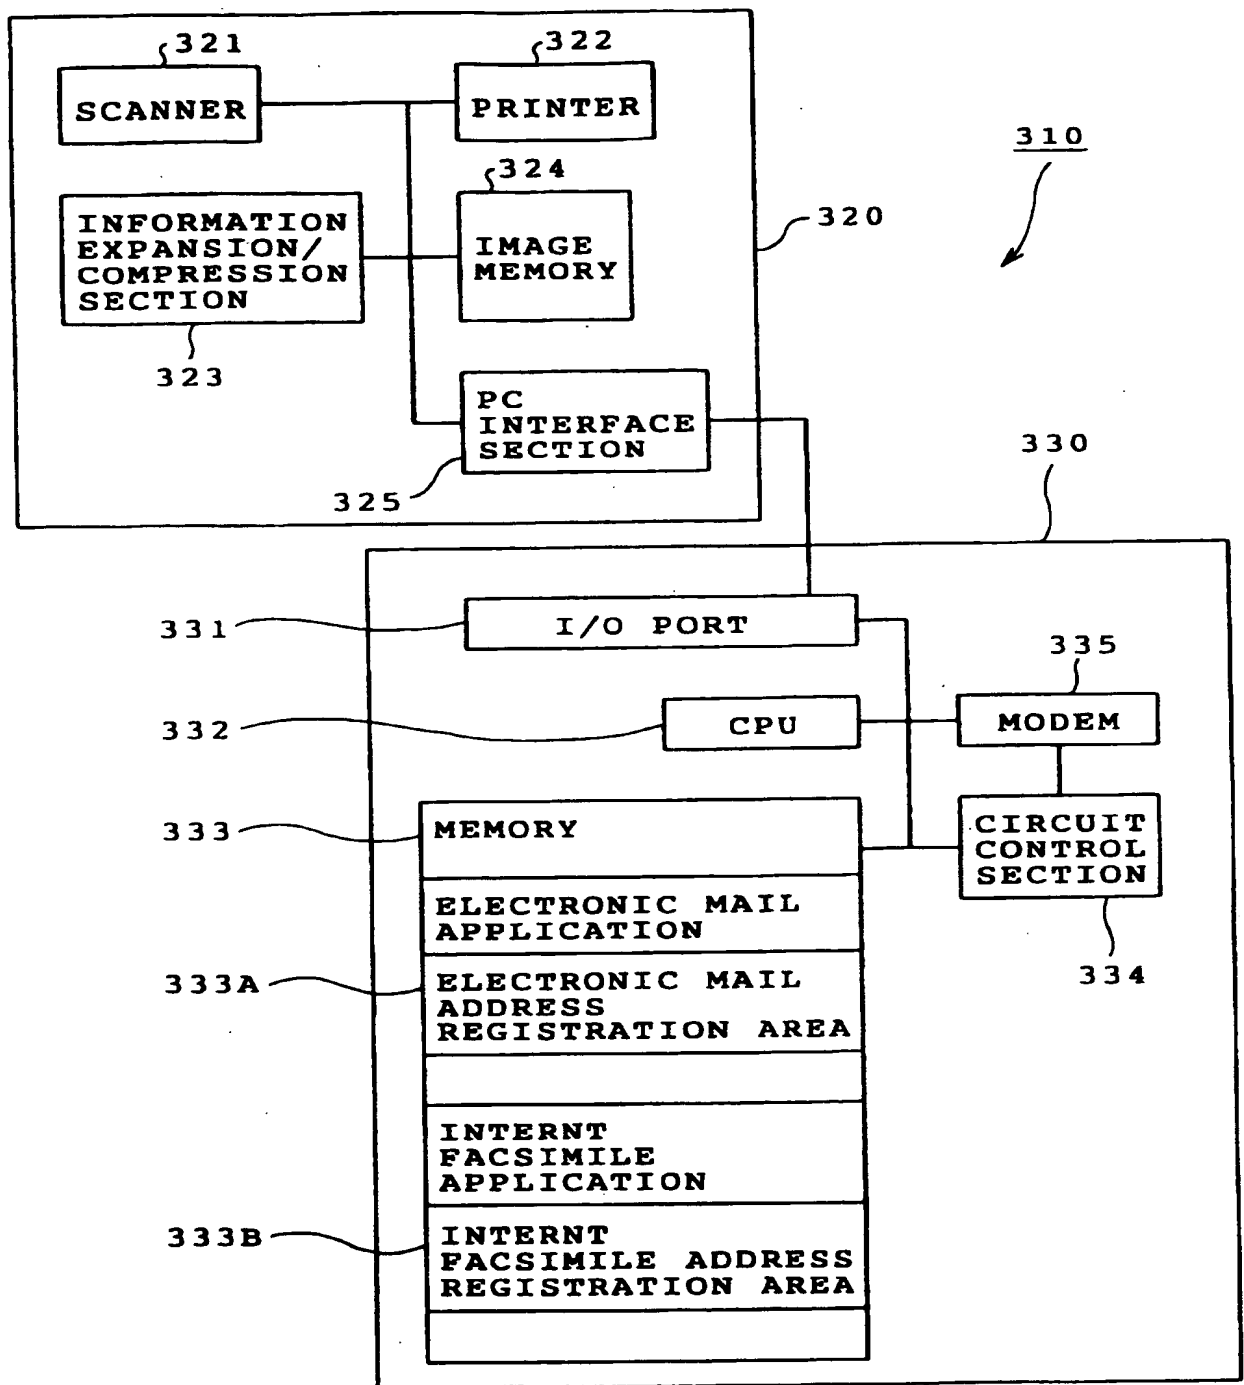 321
SCANNER
322
PRINTER
310
324
INFORMATION
EXPANSION/
COMPRESSION
SECTION
IMAGE
MEMORY
320
323
PC
INTERFACE
SECTION
325
330
331
I/O PORT
335
332
CPU
MODEM
333
MEMORY
CIRCUIT
CONTROL
SECTION
ELECTRONIC MAIL
APPLICATION
334
333A
ELECTRONIC MAIL
ADDRESS
REGISTRATION AREA
INTERNT
FACSIMILE
APPLICATION
333B
INTERNT
FACSIMILE ADDRESS
REGISTRATION AREA